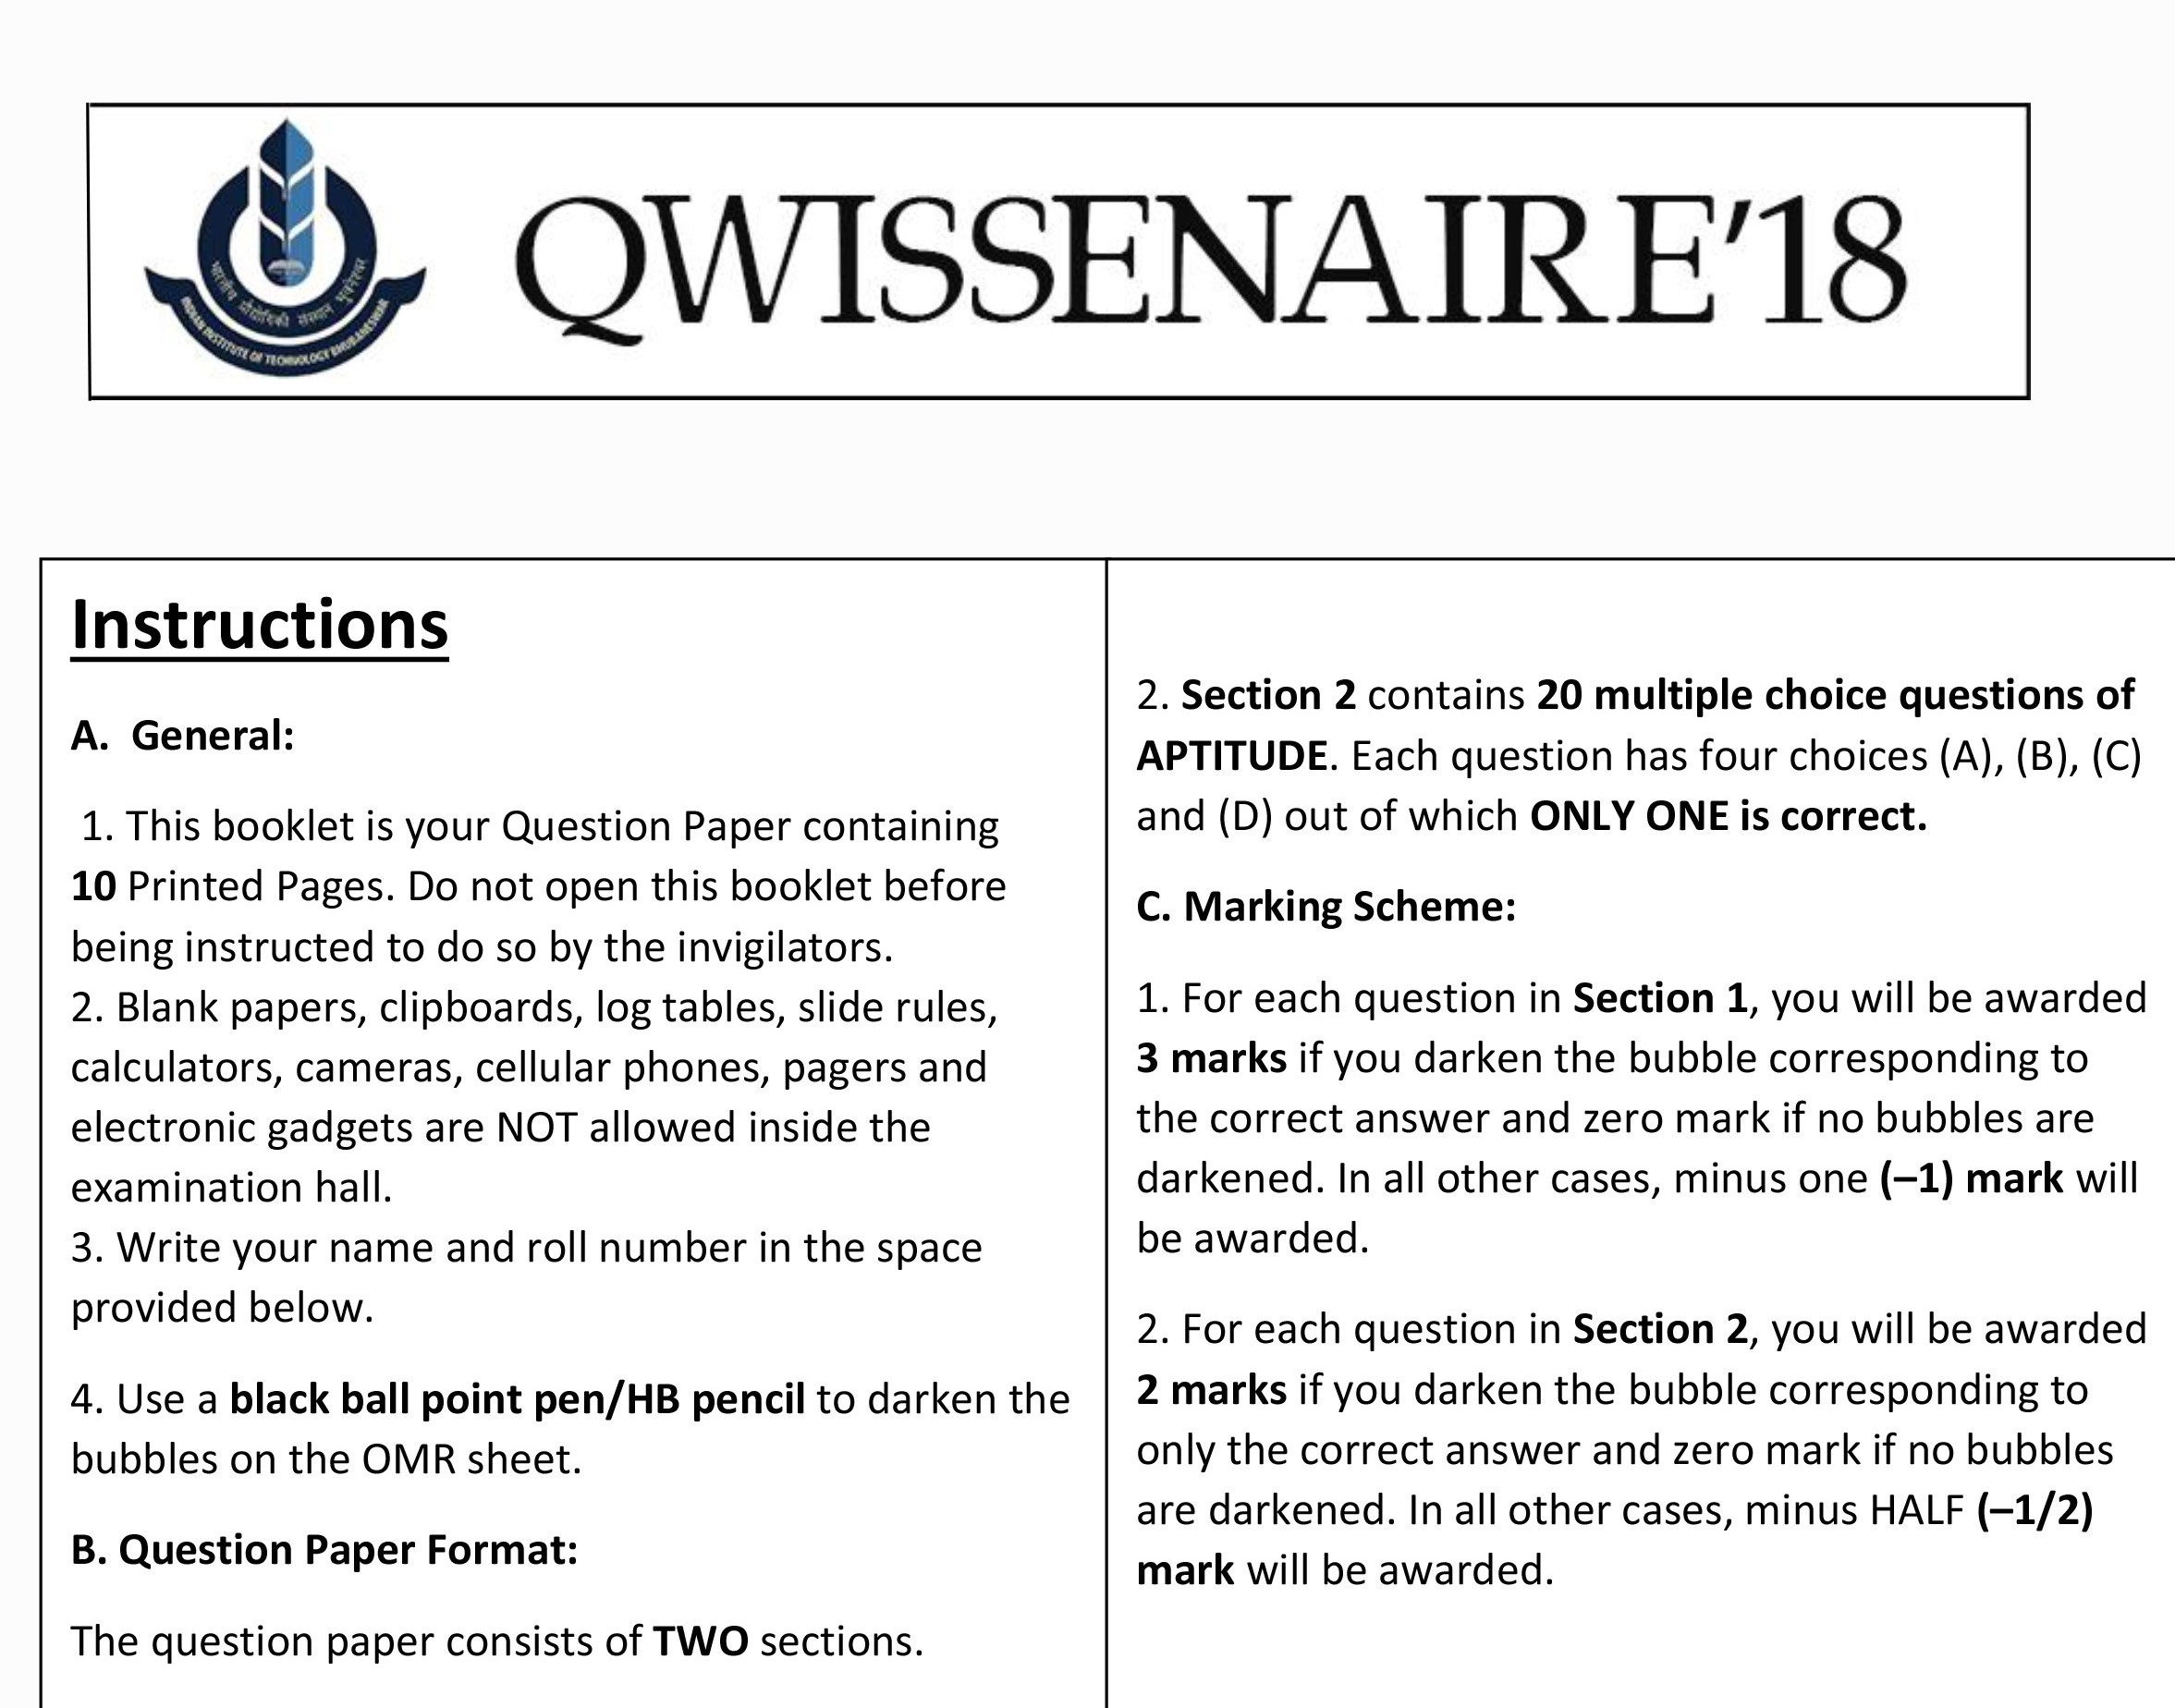 भारतीय प्रौद्योगिकी संस्थान भुवनेश्वर
INDIAN INSTITUTE OF TECHNOLOGY BHUBANESWAR
QWISSENAIRE'18
Instructions
A. General:
1. This booklet is your Question Paper containing
10 Printed Pages. Do not open this booklet before
being instructed to do so by the invigilators.
2. Blank papers, clipboards, log tables, slide rules,
calculators, cameras, cellular phones, pagers and
electronic gadgets are NOT allowed inside the
examination hall.
3. Write your name and roll number in the space
provided below.
4. Use a black ball point pen/HB pencil to darken the
bubbles on the OMR sheet.
B. Question Paper Format:
The question paper consists of TWO sections.
2. Section 2 contains 20 multiple choice questions of
APTITUDE. Each question has four choices (A), (B), (C)
and (D) out of which ONLY ONE is correct.
C. Marking Scheme:
1. For each question in Section 1, you will be awarded
3 marks if you darken the bubble corresponding to
the correct answer and zero mark if no bubbles are
darkened. In all other cases, minus one (–1) mark will
be awarded.
2. For each question in Section 2, you will be awarded
2 marks if you darken the bubble corresponding to
only the correct answer and zero mark if no bubbles
are darkened. In all other cases, minus HALF (–1/2)
mark will be awarded.